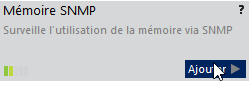 Mémoire SNMP ?
Surveille l'utilisation de la mémoire via SNMP
Ajouter